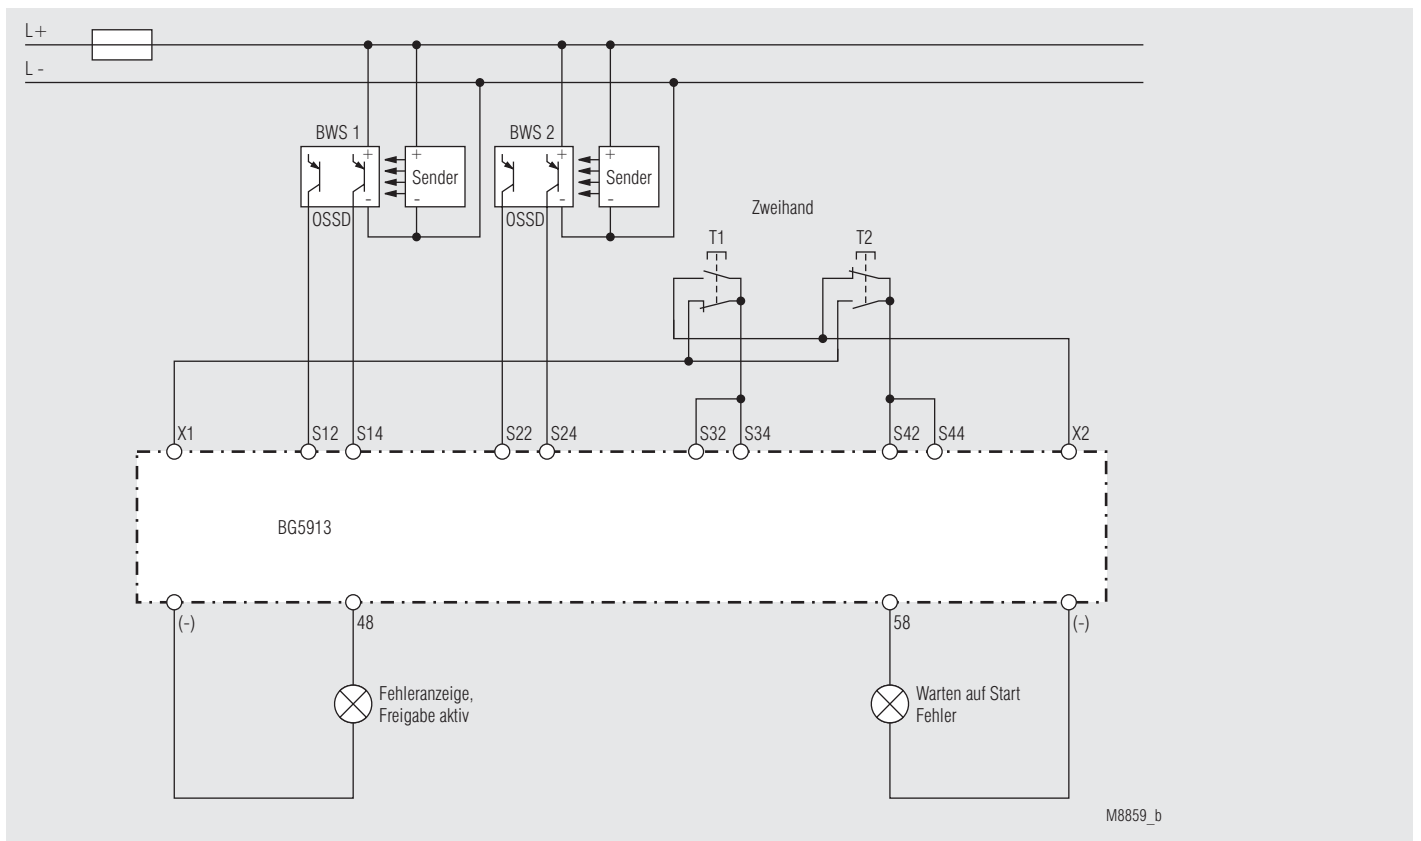 L+
L -
BWS 1
BWS 2
+
+
+
+
Sender
Sender
-
-
-
-
OSSD
OSSD
Zweihand
T1
T2
X1
S12
S14
S22
S24
S32
S34
S42
S44
X2
BG5913
(-)
48
58
(-)
Fehleranzeige,
Freigabe aktiv
Warten auf Start
Fehler
M8859_b